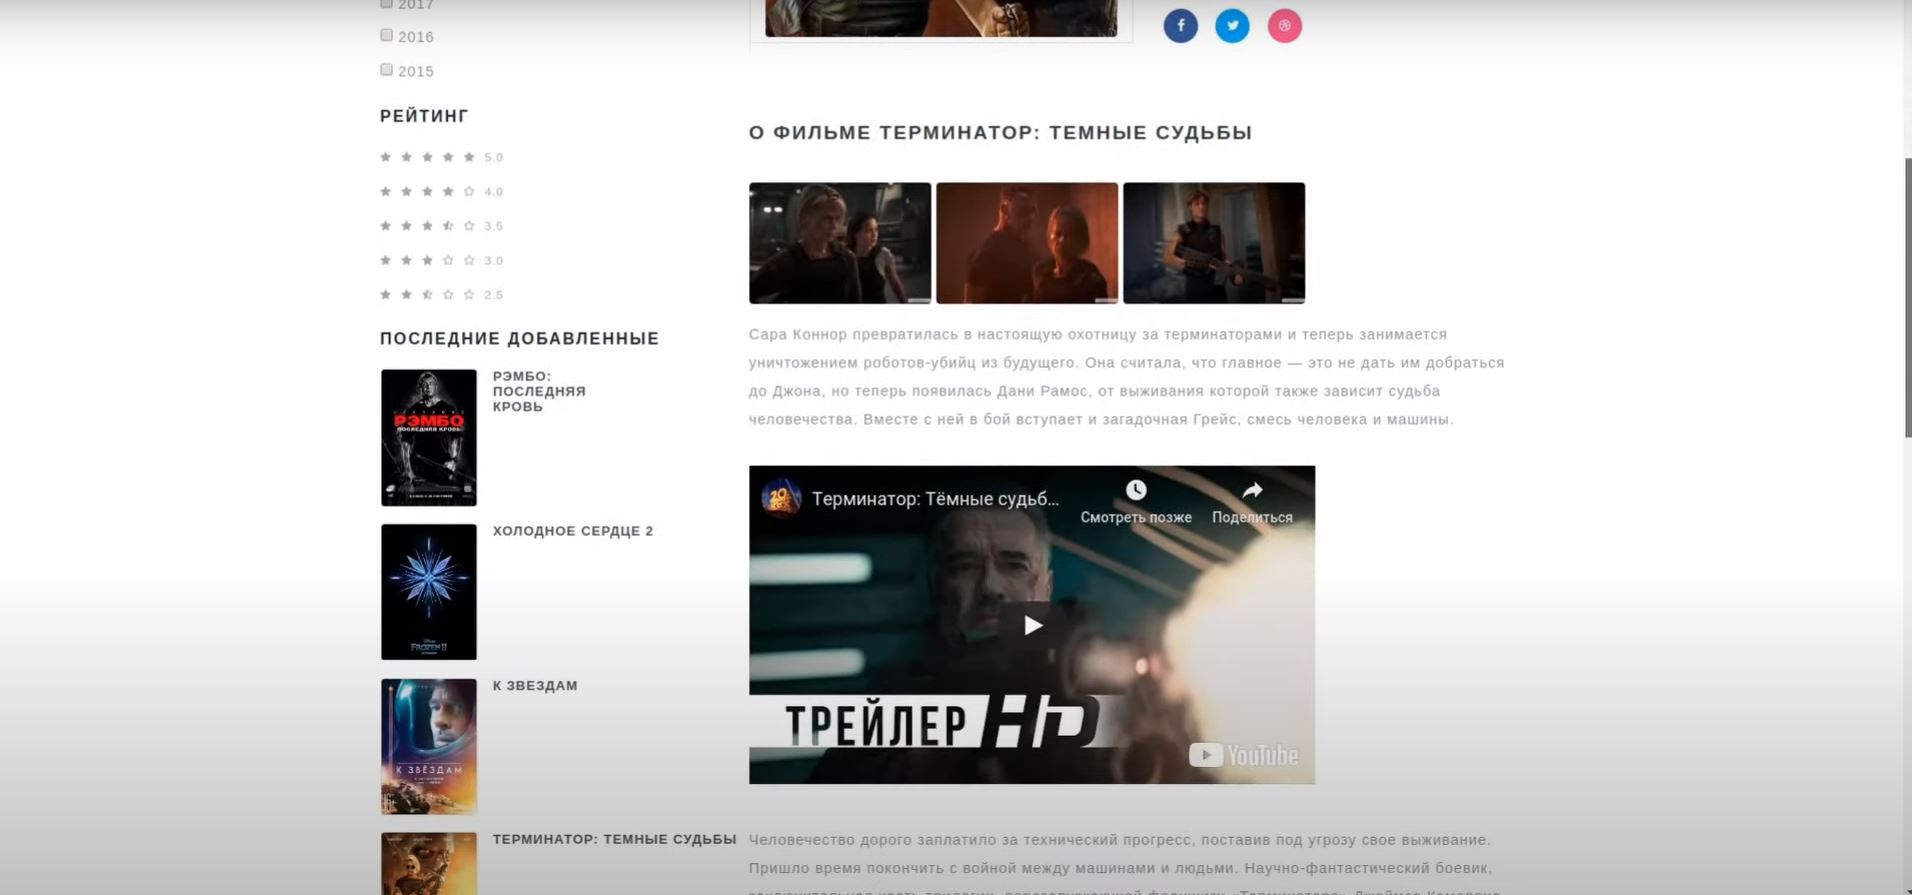 2017
2016
2015
РЕЙТИНГ
5.0
4.0
3.5
3.0
2.5
ПОСЛЕДНИЕ ДОБАВЛЕННЫЕ
РЭМБО
ПОСЛЕДНЯЯ КРОВЬ
РЭМБО:
ПОСЛЕДНЯЯ
КРОВЬ
FROZEN II
ХОЛОДНОЕ СЕРДЦЕ 2
К ЗВЁЗДАМ
К ЗВЕЗДАМ
ТЕРМИНАТОР: ТЕМНЫЕ СУДЬБЫ
О ФИЛЬМЕ ТЕРМИНАТОР: ТЕМНЫЕ СУДЬБЫ
Сара Коннор превратилась в настоящую охотницу за терминаторами и теперь занимается
уничтожением роботов-убийц из будущего. Она считала, что главное — это не дать им добраться
до Джона, но теперь появилась Дани Рамос, от выживания которой также зависит судьба
человечества. Вместе с ней в бой вступает и загадочная Грейс, смесь человека и машины.
Терминатор: Тёмные судьб...
Смотреть позже
Поделиться
ТРЕЙЛЕР HD
YouTube
Человечество дорого заплатило за технический прогресс, поставив под угрозу свое выживание.
Пришло время покончить с войной между машинами и людьми. Научно-фантастический боевик,